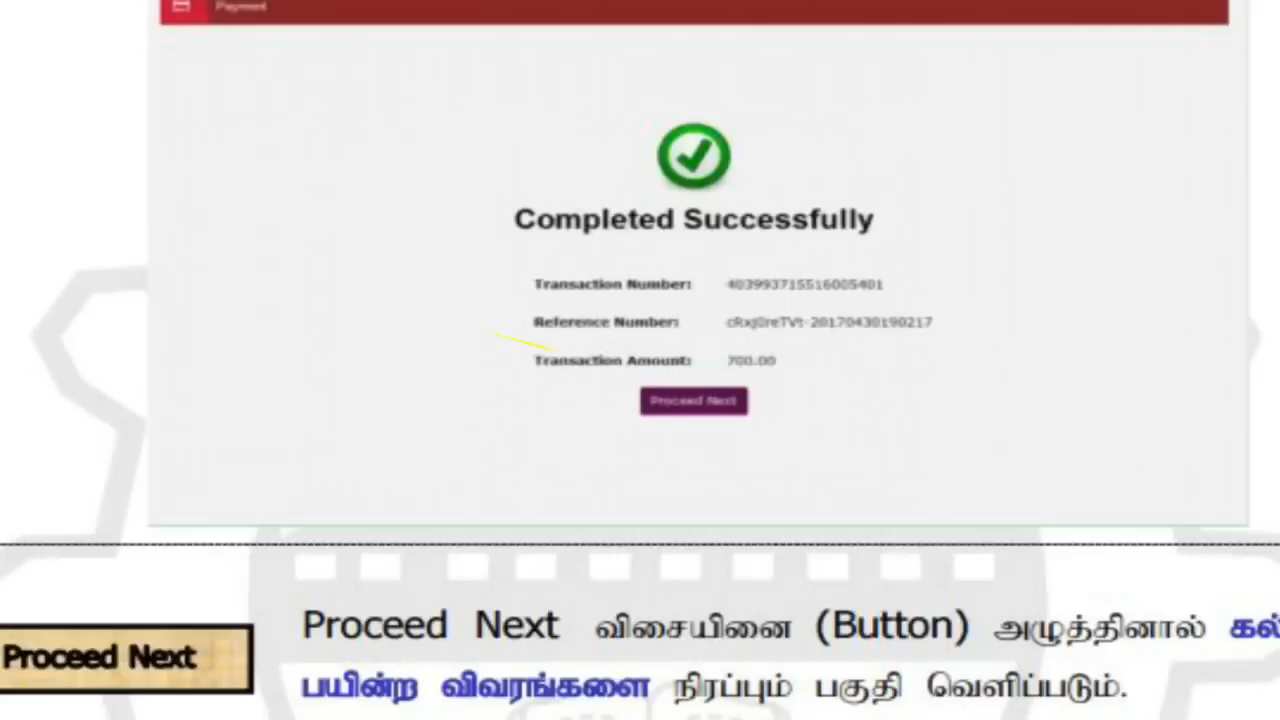 Payment
Completed Successfully
Transaction Number: 403993715516005401
Reference Number:
Transaction Amount: 700.00
Proceed Next
Proceed Next விசையினை (Button) அழுத்தினால்
Proceed Next
பயின்ற விவரங்களை நிரப்பும் பகுதி வெளிப்படும்.